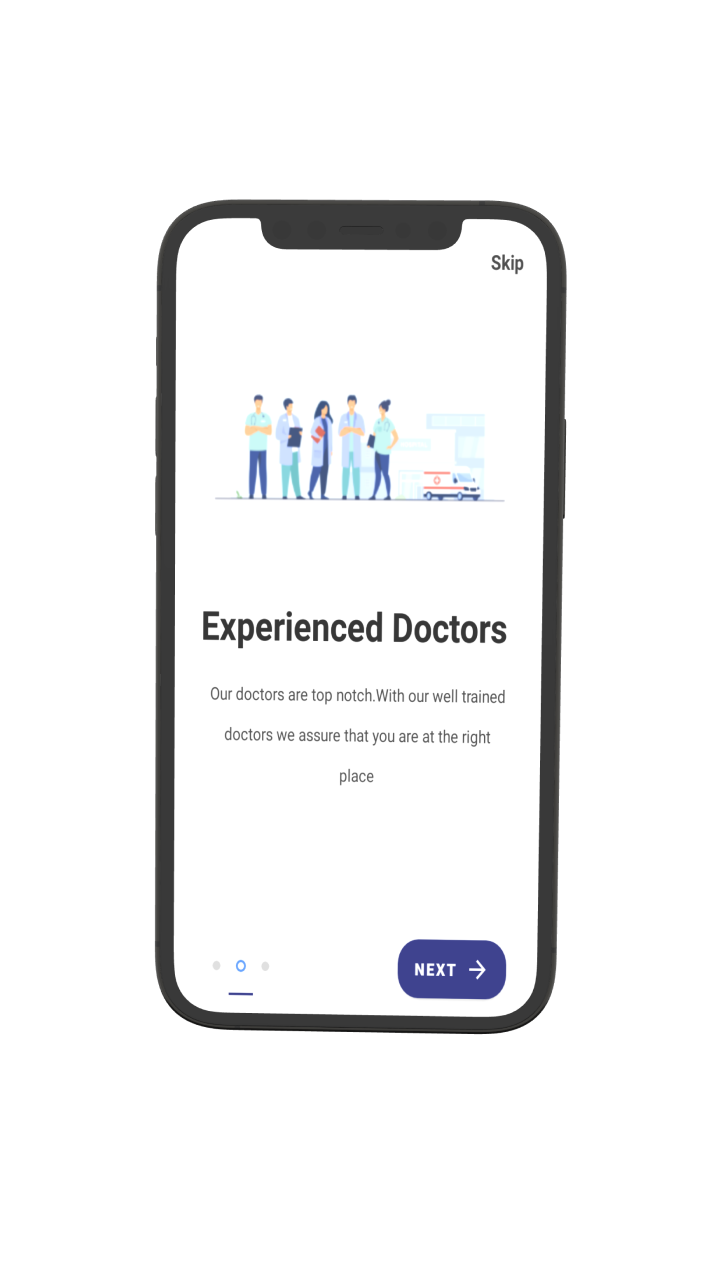 Skip
Experienced Doctors
Our doctors are top notch.With our well trained
doctors we assure that you are at the right
place
NEXT